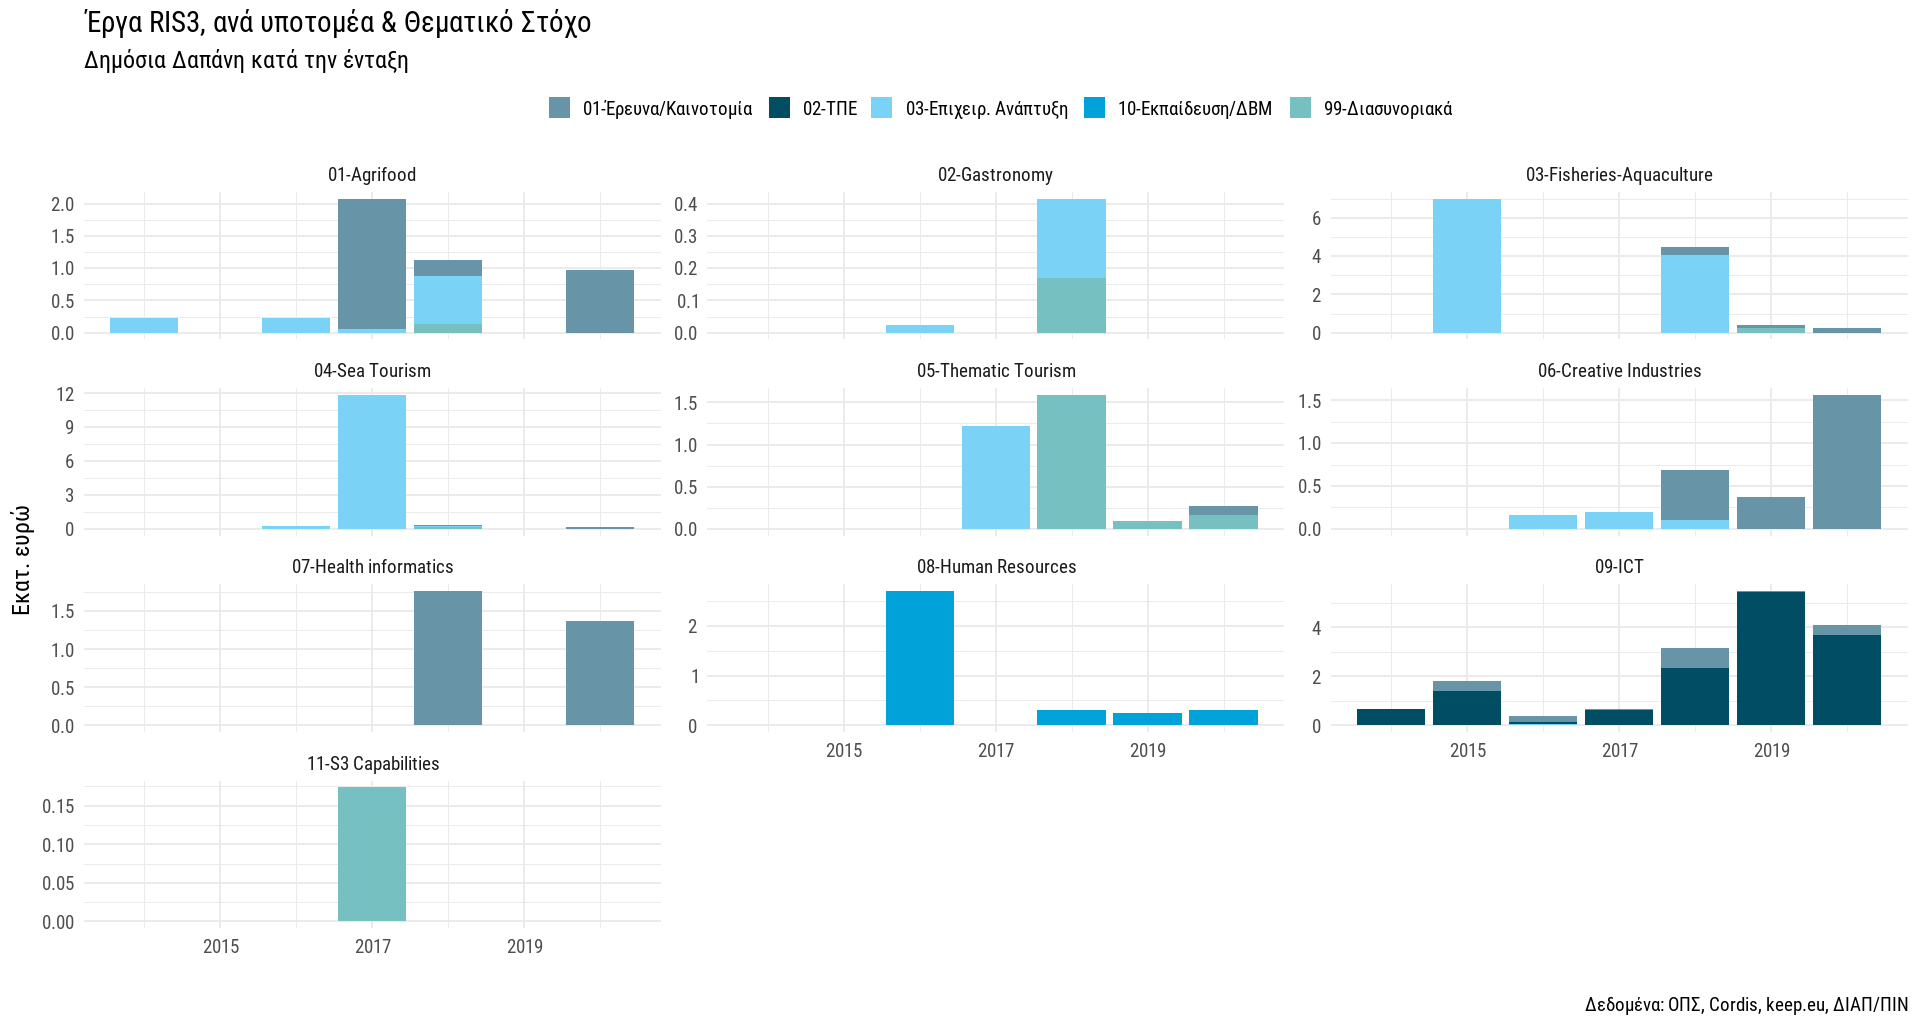 Έργα RIS3, ανά υποτομέα & Θεματικό Στόχο
Δημόσια Δαπάνη κατά την ένταξη
01-Έρευνα/Καινοτομία 02-ΤΠΕ 03-Επιχειρ. Ανάπτυξη 10-Εκπαίδευση/ΔΒΜ 99-Διασυνοριακά
Εκατ. ευρώ
01-Agrifood
2.0
1.5
1.0
0.5
0.0
02-Gastronomy
0.4
0.3
0.2
0.1
0.0
03-Fisheries-Aquaculture
6
4
2
0
04-Sea Tourism
12
9
6
3
0
05-Thematic Tourism
1.5
1.0
0.5
0.0
06-Creative Industries
1.5
1.0
0.5
0.0
07-Health informatics
1.5
1.0
0.5
0.0
08-Human Resources
2
1
0
2015 2017 2019
09-ICT
4
2
0
2015 2017 2019
11-S3 Capabilities
0.15
0.10
0.05
0.00
2015 2017 2019
Δεδομένα: ΟΠΣ, Cordis, keep.eu, ΔΙΑΠ/ΠΙΝ